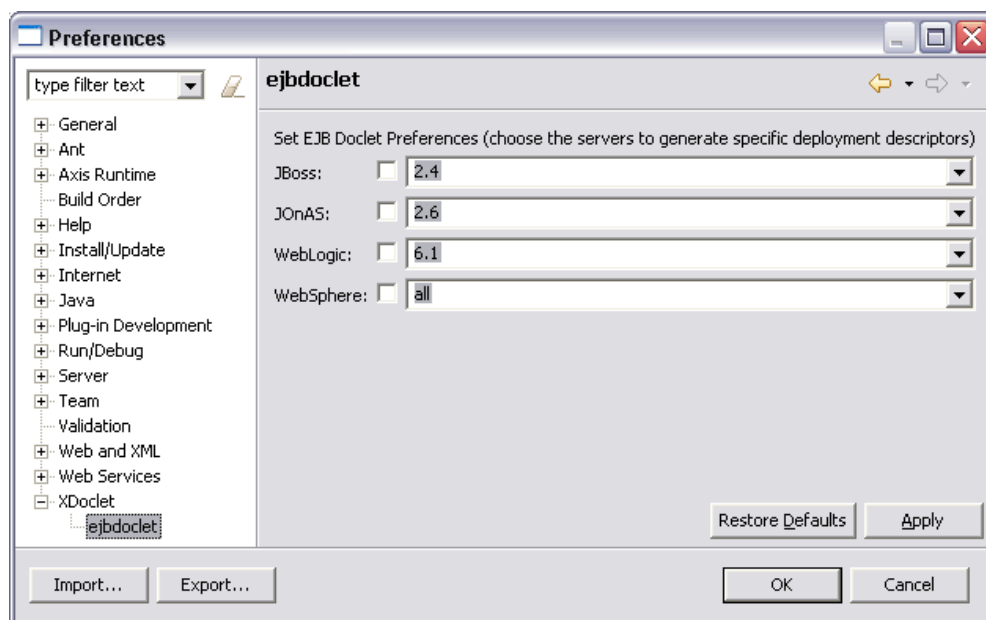 Preferences
type filter text
General
Ant
Axis Runtime
Build Order
Help
Install/Update
Internet
Java
Plug-in Development
Run/Debug
Server
Team
Validation
Web and XML
Web Services
XDoclet
ejbdoclet
ejbdoclet
Set EJB Doclet Preferences (choose the servers to generate specific deployment descriptors)
JBoss: 2.4
JOnAS: 2.6
WebLogic: 6.1
WebSphere: all
Restore Defaults Apply
Import... Export... OK Cancel